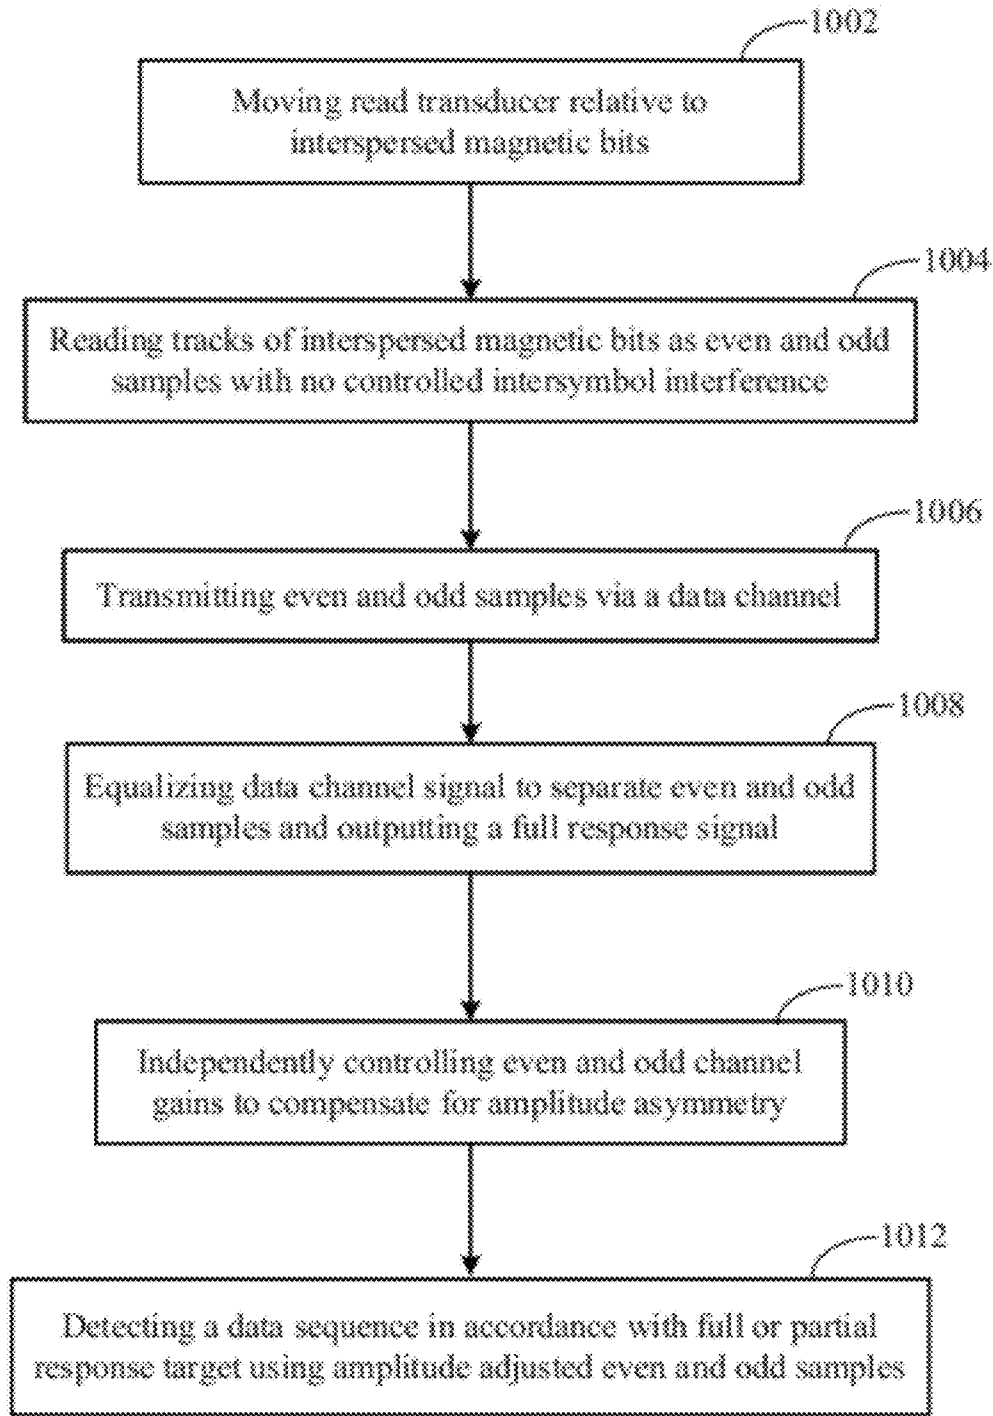 1002
Moving read transducer relative to
interspersed magnetic bits
1004
Reading tracks of interspersed magnetic bits as even and odd
samples with no controlled intersymbol interference
1006
Transmitting even and odd samples via a data channel
1008
Equalizing data channel signal to separate even and odd
samples and outputting a full response signal
1010
Independently controlling even and odd channel
gains to compensate for amplitude asymmetry
1012
Detecting a data sequence in accordance with full or partial
response target using amplitude adjusted even and odd samples